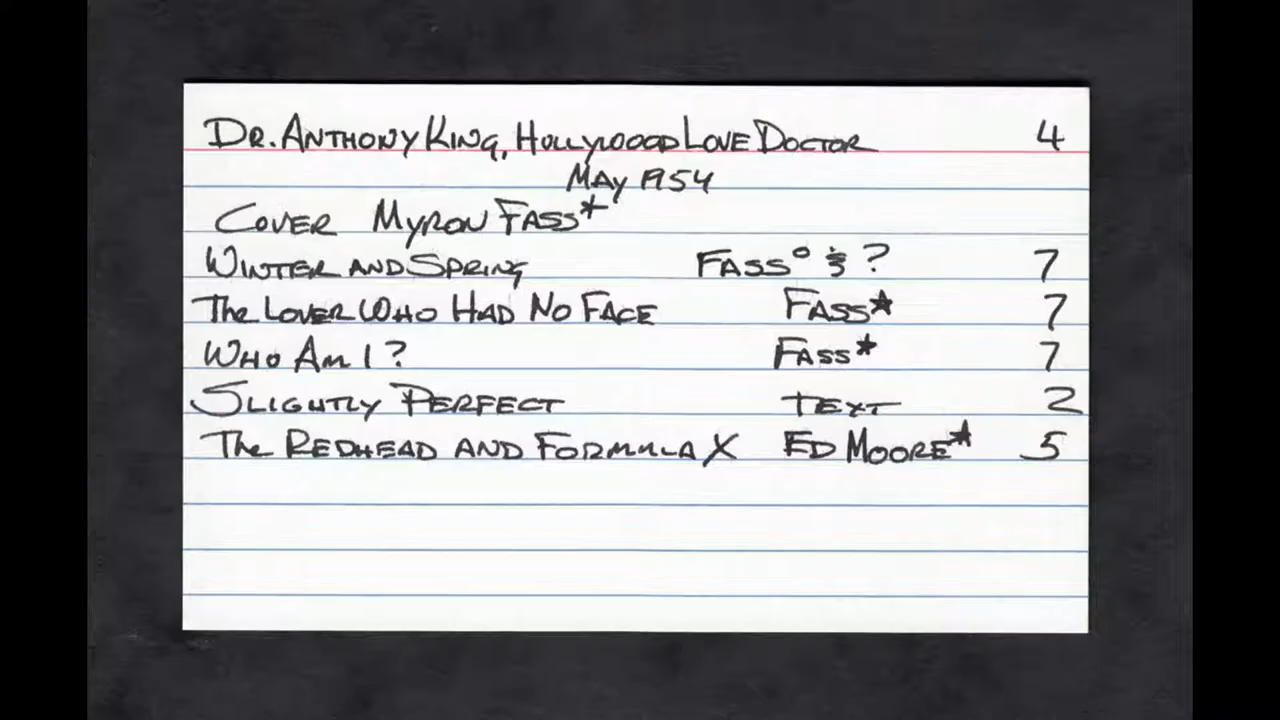 Dr. Anthony King, Hollywood Love Doctor 4
May 1954
Cover Myron Fass*
Winter and Spring Fass° & ? 7
The Lover Who Had No Face Fass* 7
Who Am I? Fass* 7
Slightly Perfect Text 2
The Redhead and Formula X Ed Moore* 5